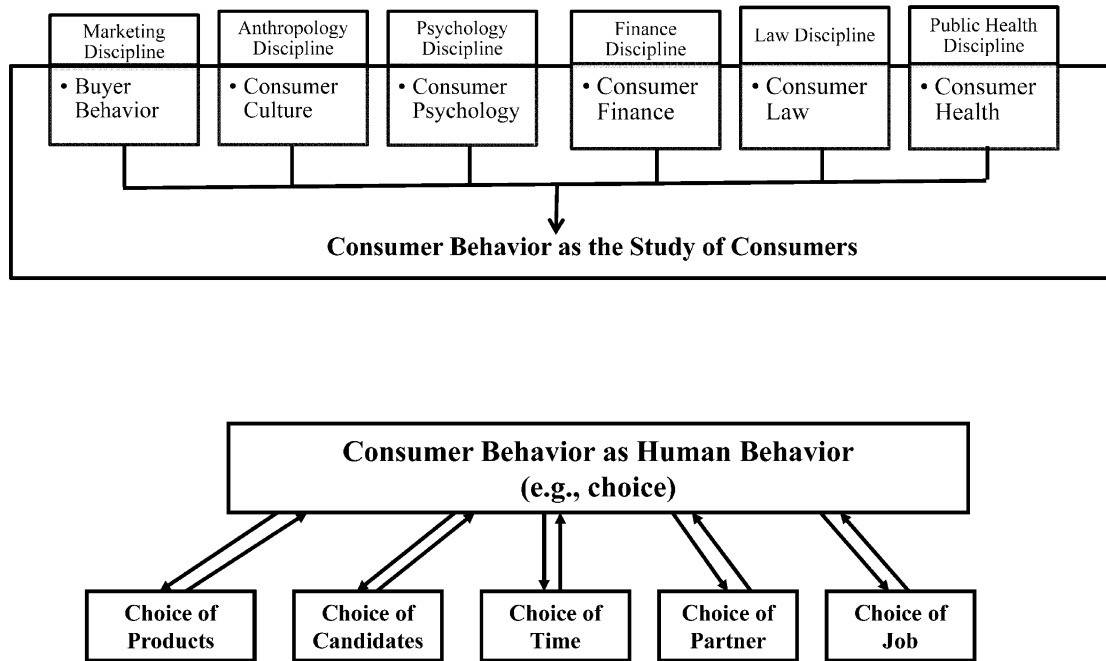 Marketing
Discipline
Anthropology
Discipline
Psychology
Discipline
Finance
Discipline
Law Discipline
Public Health
Discipline
• Buyer
Behavior
• Consumer
Culture
• Consumer
Psychology
• Consumer
Finance
• Consumer
Law
• Consumer
Health
Consumer Behavior as the Study of Consumers
Consumer Behavior as Human Behavior
(e.g., choice)
Choice of
Products
Choice of
Candidates
Choice of
Time
Choice of
Partner
Choice of
Job